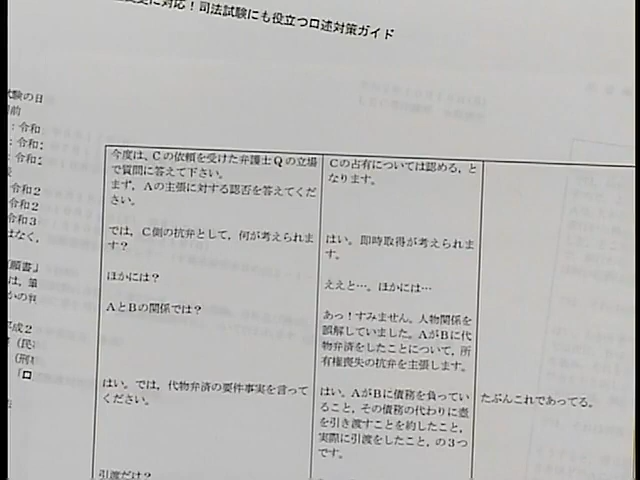 に対応！司法試験にも役立つ口述対策ガイド
試験の日
前
：令和
：令和
：令和
令和２
令和２
令和３
はなく，
「願書」
は，筆
かの判
成２
（民
（刑
「口
今度は、Ｃの依頼を受けた弁護士Ｑの立場
で質問に答えて下さい。
まず，Ａの主張に対する認否を答えてくだ
さい。
Ｃの占有については認める，と
なります。
では，Ｃ側の抗弁として，何が考えられま
すか？
はい。即時取得が考えられま
す。
ほかには？
ええと…。ほかには…
ＡとＢの関係では？
あっ！すみません。人物関係を
誤解していました。ＡがＢに代
物弁済をしたことについて，所
有権喪失の抗弁を主張します。
はい。では，代物弁済の要件事実を言って
ください。
はい。ＡがＢに債務を負ってい
ること，その債務の代わりに壺
を引き渡すことを約したこと，
実際に引渡をしたこと，の３つ
です。
たぶんこれであってる。
引渡だけ？